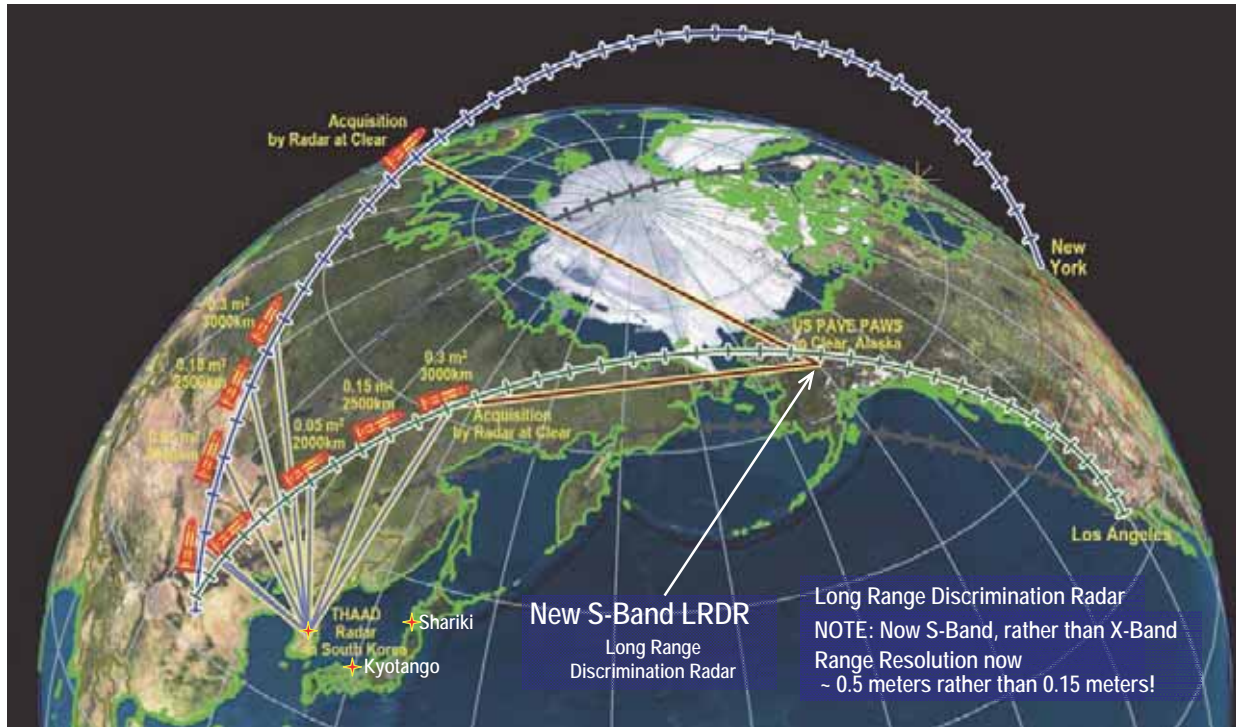 Acquisition
by Radar at Clear
New
York
0.3 m²
3000km
US PAVE PAWS
in Clear, Alaska
0.15 m²
2500km
0.3 m²
3000km
0.15 m²
2500km
0.05 m²
2000km
Acquisition
by Radar at Clear
Los Angeles
THAAD
Radar
in South Korea
Shariki
Kyotango
New S-Band LRDR
Long Range
Discrimination Radar
Long Range Discrimination Radar
NOTE: Now S-Band, rather than X-Band
Range Resolution now
~ 0.5 meters rather than 0.15 meters!